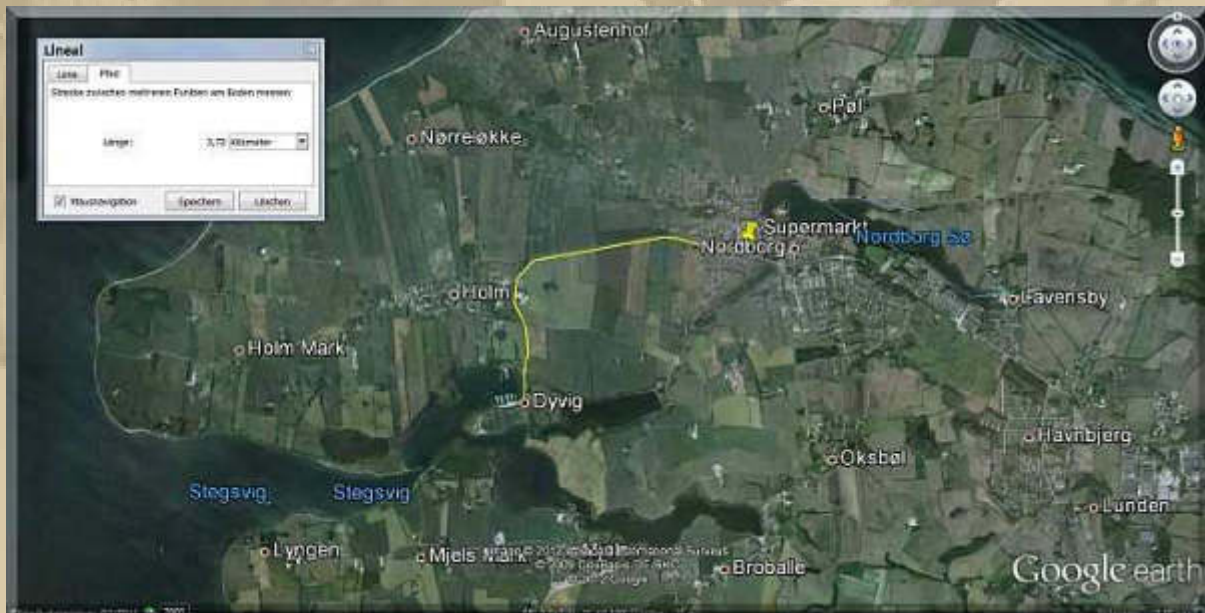 Lineal
Linie Pfad
Strecke zwischen mehreren Punkten am Boden messen
Länge: 3,73 Kilometer
Mausnavigation Speichern Löschen
Augustenhof
Pøl
Nørreløkke
Supermarkt
Nordborg Sø
Nordborg
Holm
Lavensby
Holm Mark
Dyvig
Havnbjerg
Oksbøl
Stegsvig
Stegsvig
Lunden
Lyngen
Mjels Mark
Broballe
Google earth